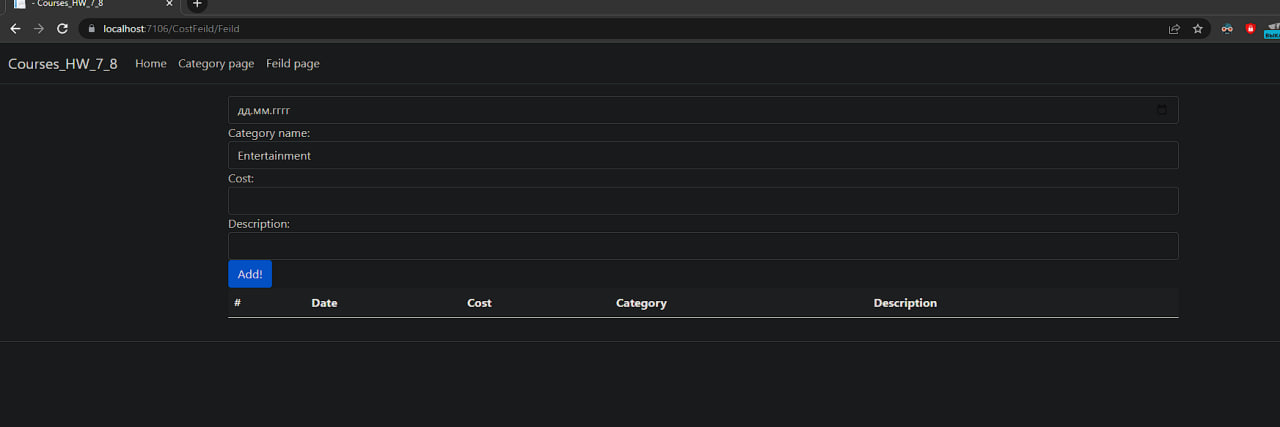 - Courses_HW_7_8
localhost:7106/CostFeild/Feild
Courses_HW_7_8 Home Category page Feild page
дд.мм.гггг
Category name:
Entertainment
Cost:
Description:
Add!
# Date Cost Category Description